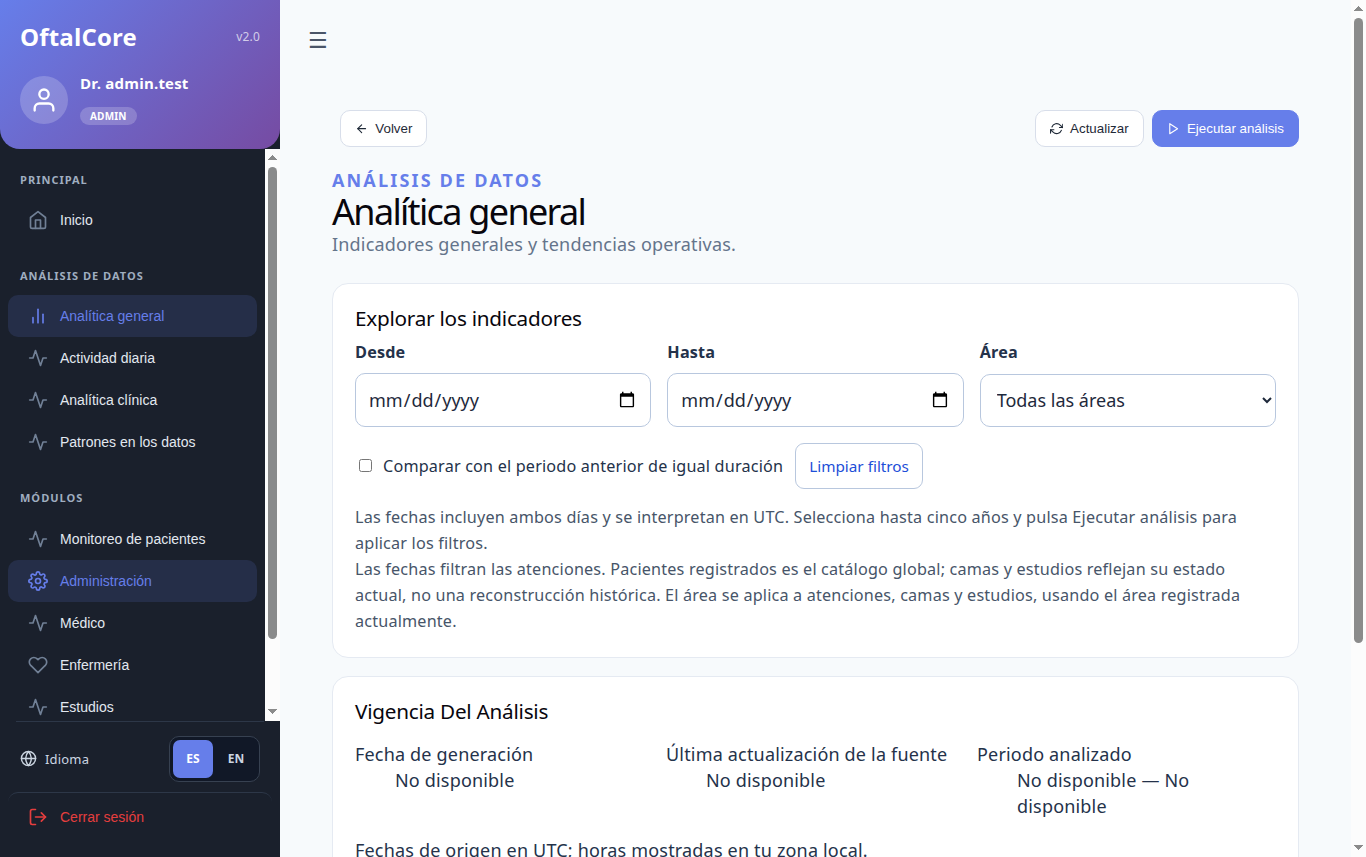 OftalCore
v2.0
Dr. admin.test
ADMIN
PRINCIPAL
Inicio
ANÁLISIS DE DATOS
Analítica general
Actividad diaria
Analítica clínica
Patrones en los datos
MÓDULOS
Monitoreo de pacientes
Administración
Médico
Enfermería
Estudios
Idioma
ES
EN
Cerrar sesión
Volver
Actualizar
Ejecutar análisis
ANÁLISIS DE DATOS
Analítica general
Indicadores generales y tendencias operativas.
Explorar los indicadores
Desde
Hasta
Área
mm/dd/yyyy
mm/dd/yyyy
Todas las áreas
Comparar con el periodo anterior de igual duración
Limpiar filtros
Las fechas incluyen ambos días y se interpretan en UTC. Selecciona hasta cinco años y pulsa Ejecutar análisis para
aplicar los filtros.
Las fechas filtran las atenciones. Pacientes registrados es el catálogo global; camas y estudios reflejan su estado
actual, no una reconstrucción histórica. El área se aplica a atenciones, camas y estudios, usando el área registrada
actualmente.
Vigencia Del Análisis
Fecha de generación
No disponible
Última actualización de la fuente
No disponible
Periodo analizado
No disponible — No
disponible
Fechas de origen en UTC; horas mostradas en tu zona local.